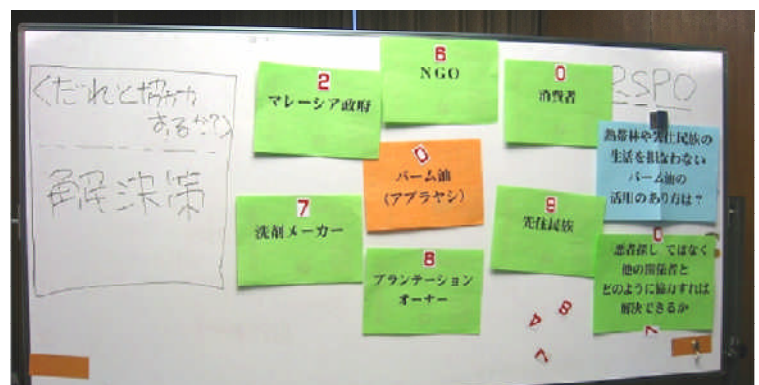 くだれと協力
するか?>
解決策
2
マレーシア政府
6
NGO
0
消費者
RSPO
熱帯林や先住民族の
生活を損なわない
パーム油の
活用のあり方は?
パーム油
(アブラヤシ)
7
洗剤メーカー
8
プランテーション
オーナー
先住民族
悪者探しではなく
他の関係者と
どのように協力すれば
解決できるか
4
8
7